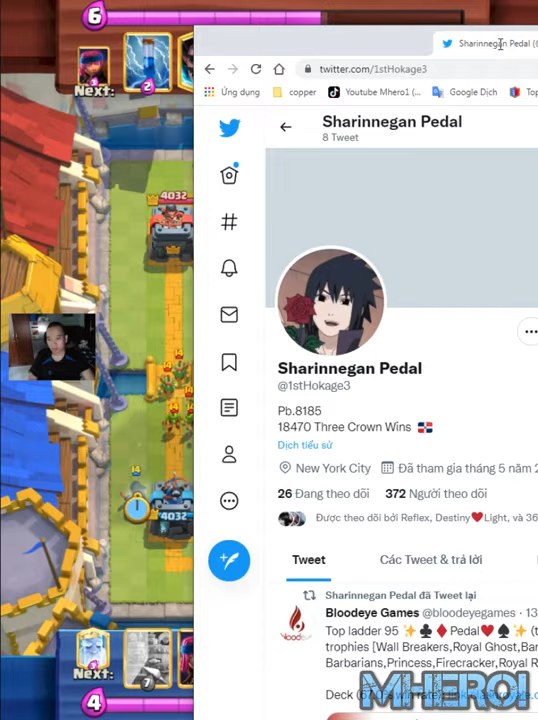 6
Next:
2
4032
4032
Next:
7
4
Sharinnegan Pedal (
twitter.com/1stHokage3
Ứng dụng
copper
Youtube Mhero1 (...
Google Dịch
Top
Sharinnegan Pedal
8 Tweet
Sharinnegan Pedal
@1stHokage3
Pb.8185
18470 Three Crown Wins
Dịch tiểu sử
New York City
Đã tham gia tháng 5 năm 2
26 Đang theo dõi
372 Người theo dõi
Được theo dõi bởi Reflex, Destiny❤️Light, và 36
Tweet
Các Tweet & trả lời
Sharinnegan Pedal đã Tweet lại
Bloodeye Games @bloodeyegames · 13
Top ladder 95 ✨♣♦Pedal♥♠✨ (t
trophies [Wall Breakers,Royal Ghost,Ban
Barbarians,Princess,Firecracker,Royal R
MHERO1